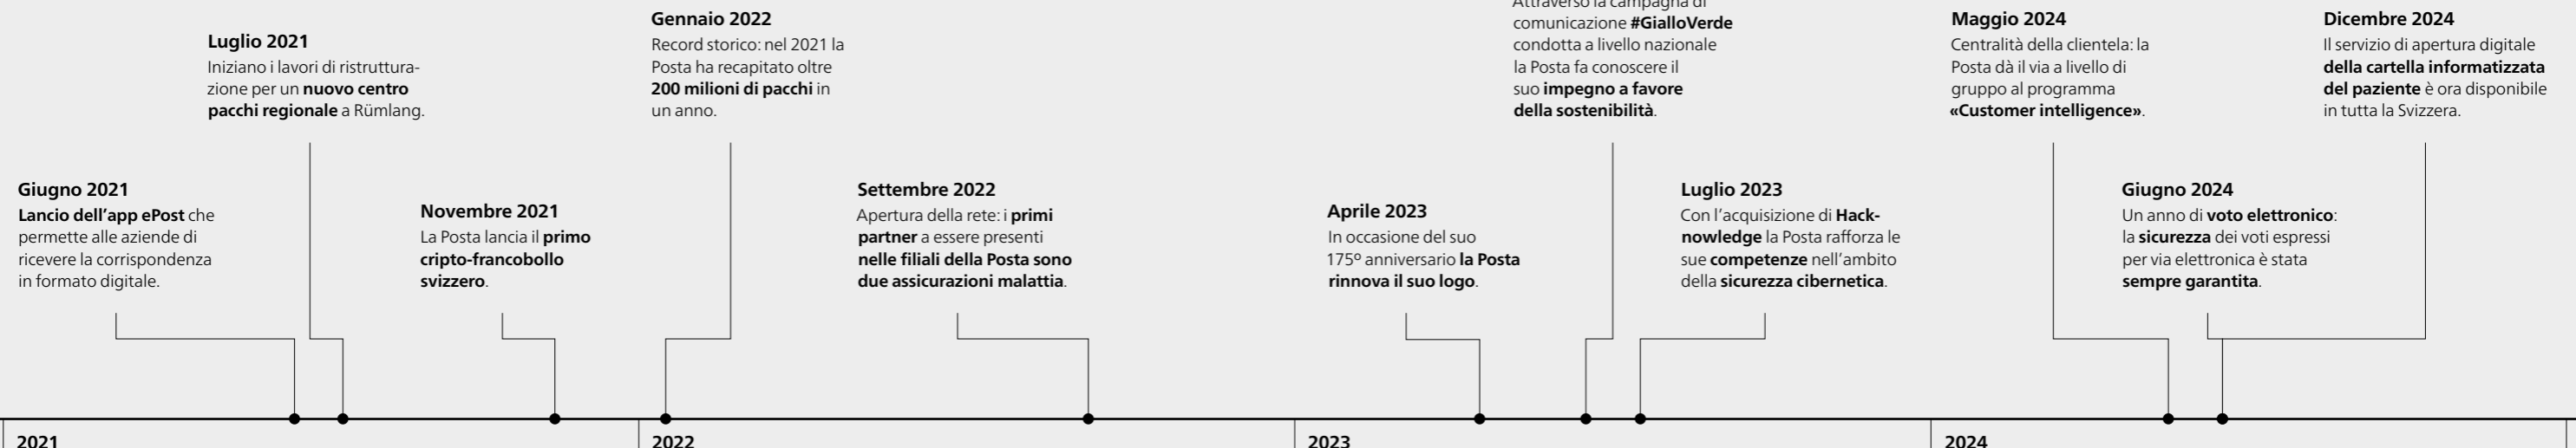 Giugno 2021
Lancio dell’app ePost che
permette alle aziende di
ricevere la corrispondenza
in formato digitale.
Luglio 2021
Iniziano i lavori di ristruttura-
zione per un nuovo centro
pacchi regionale a Rümlang.
Novembre 2021
La Posta lancia il primo
cripto-francobollo
svizzero.
Gennaio 2022
Record storico: nel 2021 la
Posta ha recapitato oltre
200 milioni di pacchi in
un anno.
Settembre 2022
Apertura della rete: i primi
partner a essere presenti
nelle filiali della Posta sono
due assicurazioni malattia.
Aprile 2023
In occasione del suo
175º anniversario la Posta
rinnova il suo logo.
Attraverso la campagna di
comunicazione #GialloVerde
condotta a livello nazionale
la Posta fa conoscere il
suo impegno a favore
della sostenibilità.
Luglio 2023
Con l’acquisizione di Hack-
nowledge la Posta rafforza le
sue competenze nell’ambito
della sicurezza cibernetica.
Maggio 2024
Centralità della clientela: la
Posta dà il via a livello di
gruppo al programma
«Customer intelligence».
Giugno 2024
Un anno di voto elettronico:
la sicurezza dei voti espressi
per via elettronica è stata
sempre garantita.
Dicembre 2024
Il servizio di apertura digitale
della cartella informatizzata
del paziente è ora disponibile
in tutta la Svizzera.
2021
2022
2023
2024